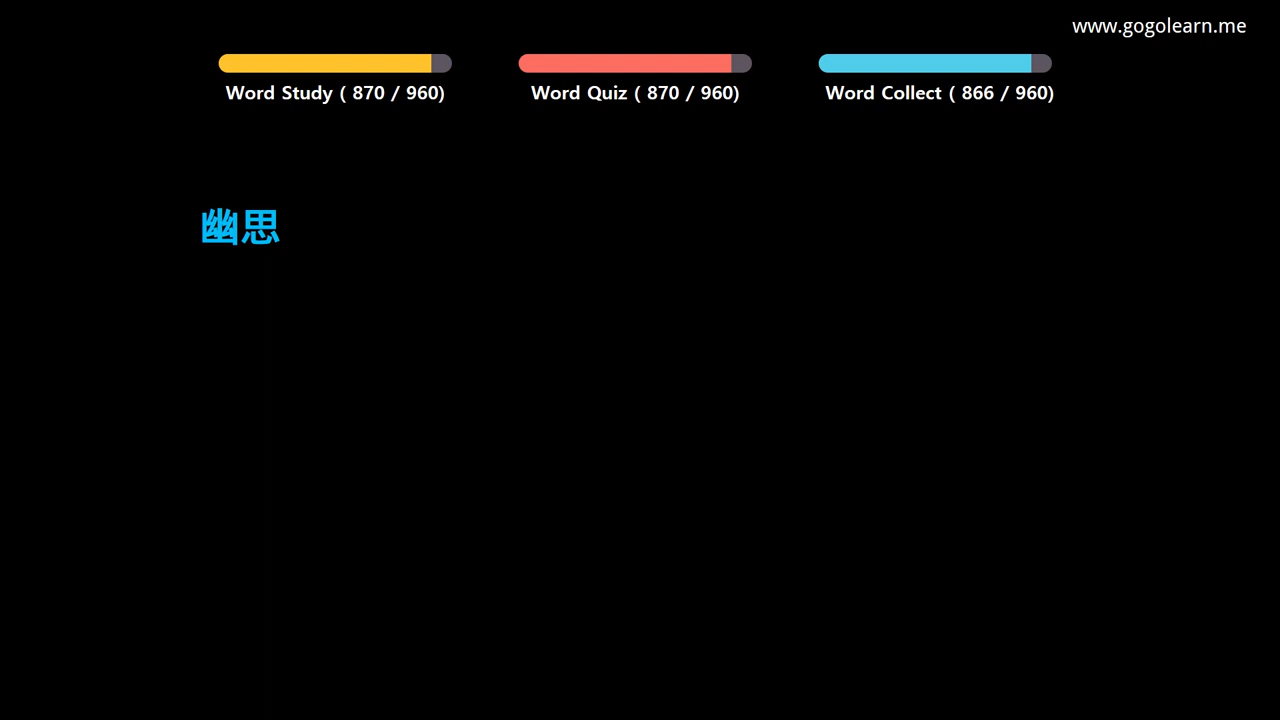 www.gogolearn.me
Word Study ( 870 / 960)
Word Quiz ( 870 / 960)
Word Collect ( 866 / 960)
幽思